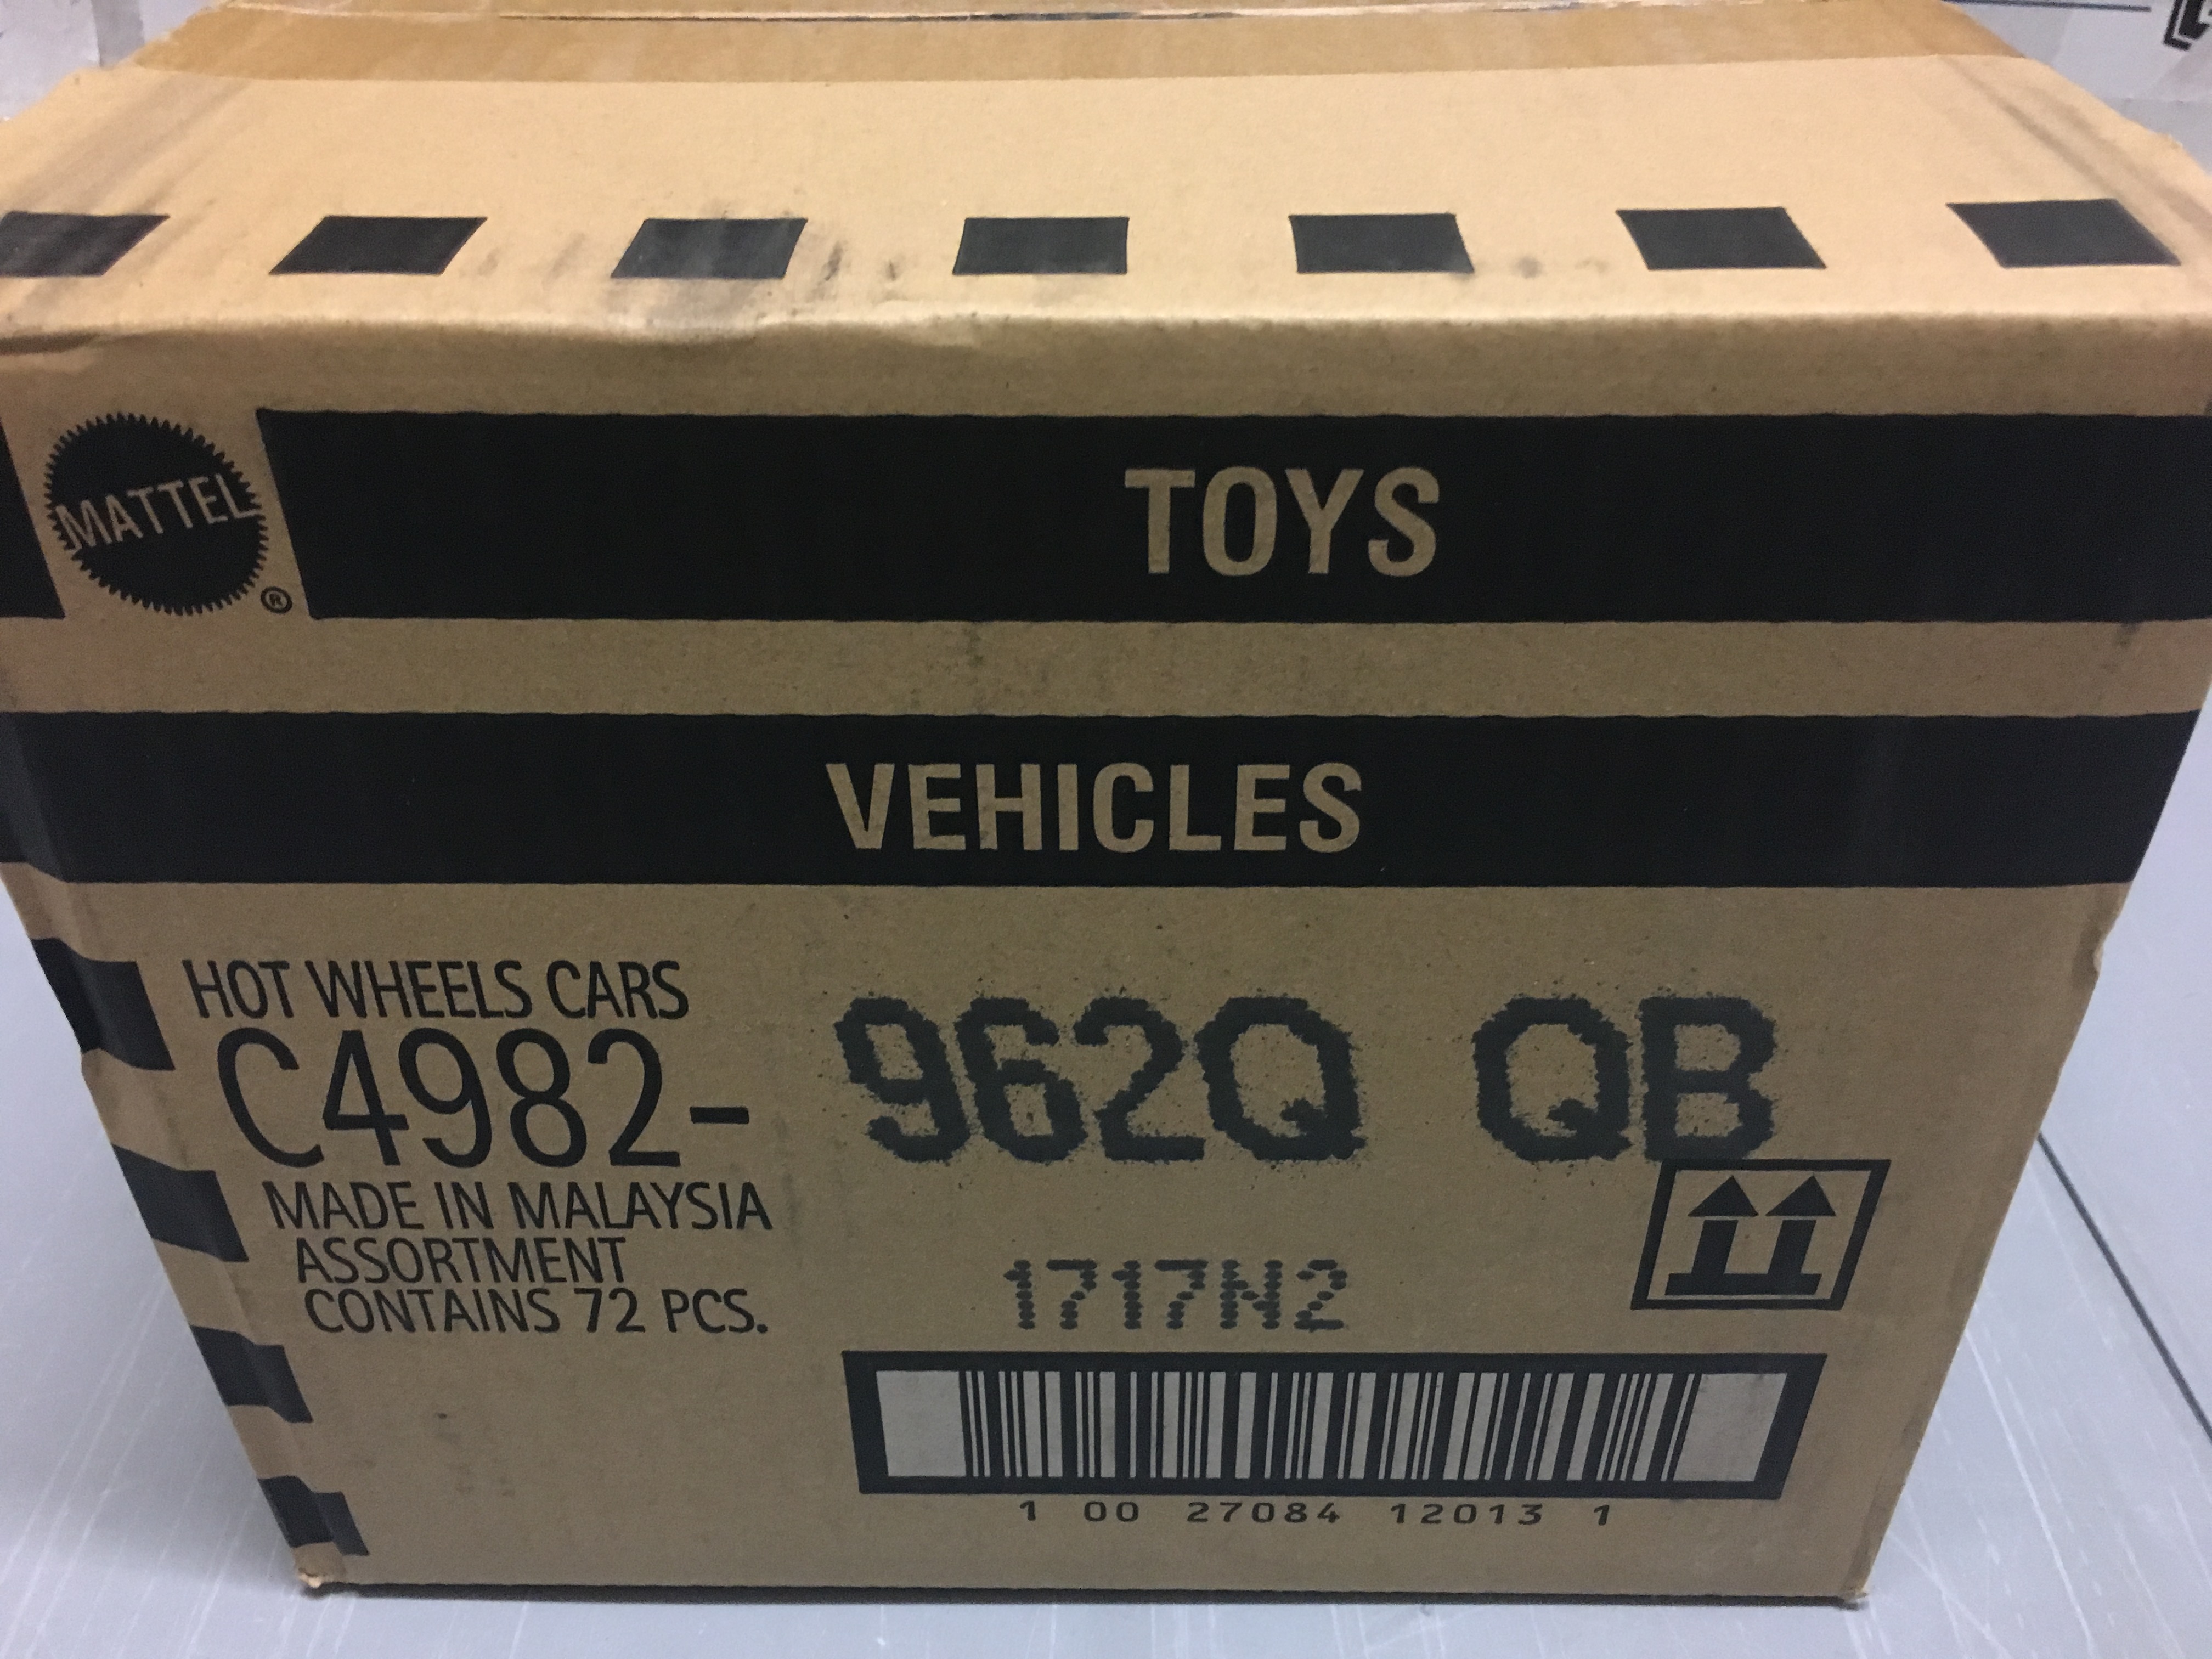 MATTEL
®
TOYS
VEHICLES
HOT WHEELS CARS
C4982- 962Q QB
MADE IN MALAYSIA
ASSORTMENT
CONTAINS 72 PCS.
1717N2
1 00 27084 12013 1